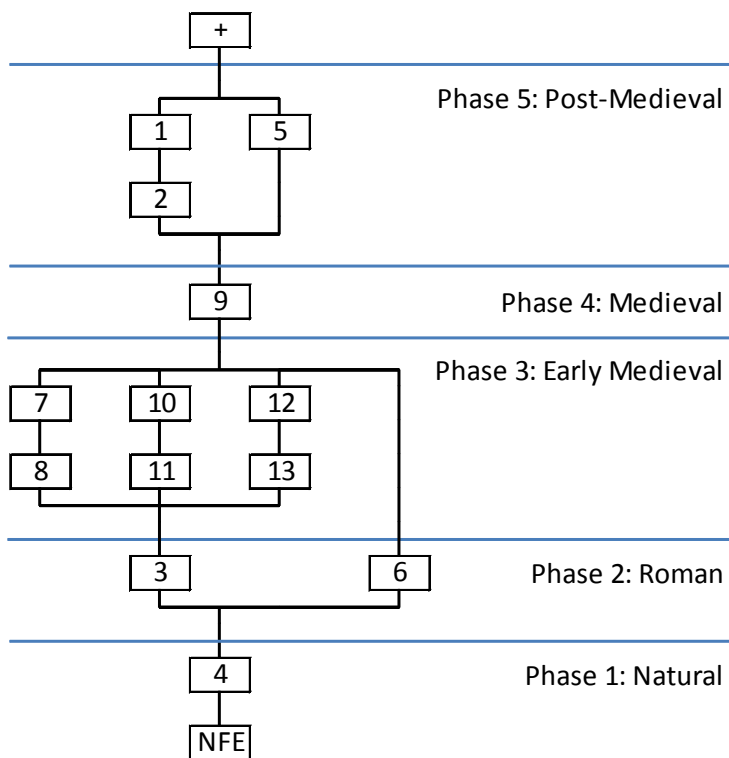 +
Phase 5: Post-Medieval
1 5
2
9 Phase 4: Medieval
Phase 3: Early Medieval
7 10 12
8 11 13
3 6 Phase 2: Roman
4 Phase 1: Natural
NFE